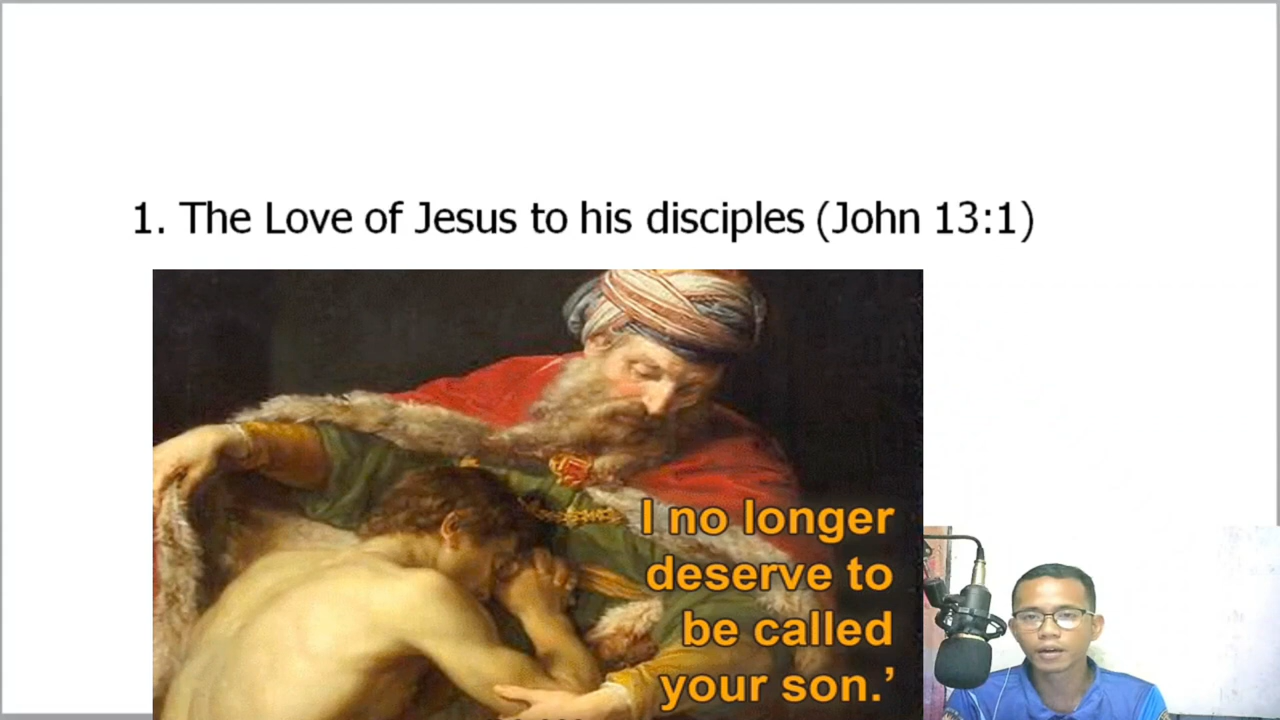 1. The Love of Jesus to his disciples (John 13:1)
I no longer
deserve to
be called
your son.’